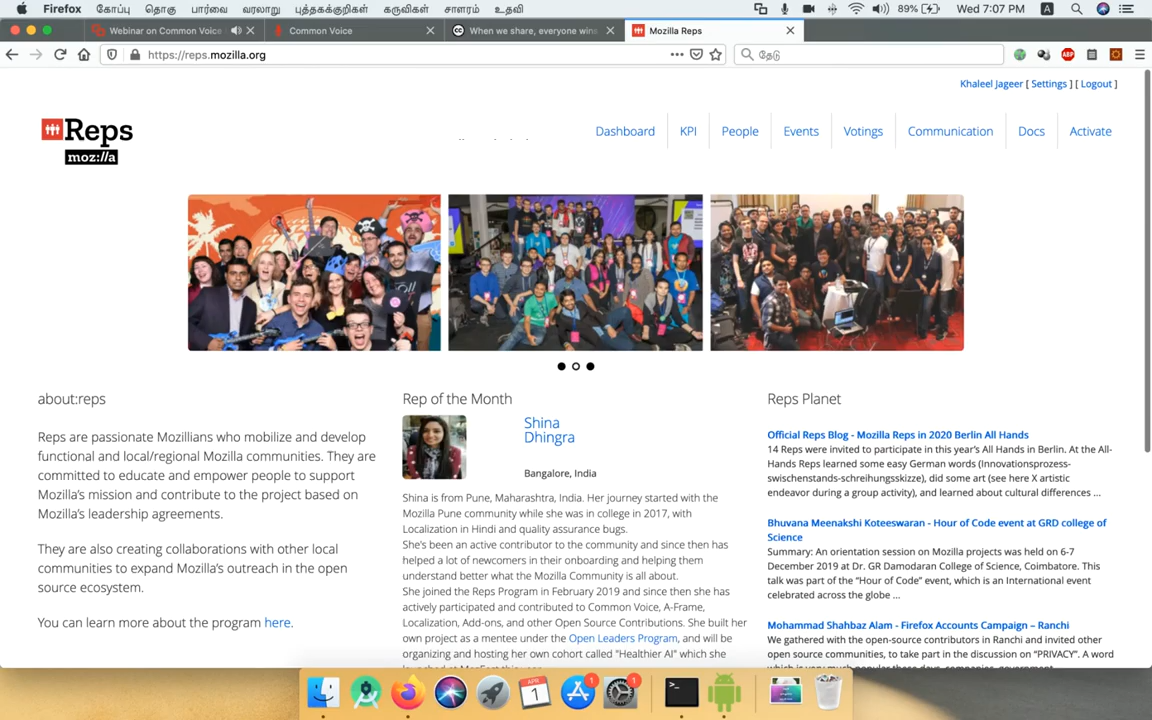 Firefox கோப்பு தொகு பார்வை வரலாறு புத்தகக்குறிகள் கருவிகள் சாளரம் உதவி 89% Wed 7:07 PM A
Webinar on Common Voice Common Voice When we share, everyone wins Mozilla Reps
https://reps.mozilla.org தேடு ABP
Khaleel Jageer [ Settings ] [ Logout ]
Reps
moz://a
Dashboard KPI People Events Votings Communication Docs Activate
about:reps
Reps are passionate Mozillians who mobilize and develop
functional and local/regional Mozilla communities. They are
committed to educate and empower people to support
Mozilla's mission and contribute to the project based on
Mozilla's leadership agreements.
They are also creating collaborations with other local
communities to expand Mozilla's outreach in the open
source ecosystem.
You can learn more about the program here.
Rep of the Month
Shina
Dhingra
Bangalore, India
Shina is from Pune, Maharashtra, India. Her journey started with the
Mozilla Pune community while she was in college in 2017, with
Localization in Hindi and quality assurance bugs.
She's been an active contributor to the community and since then has
helped a lot of newcomers in their onboarding and helping them
understand better what the Mozilla Community is all about.
She joined the Reps Program in February 2019 and since then she has
actively participated and contributed to Common Voice, A-Frame,
Localization, Add-ons, and other Open Source Contributions. She built her
own project as a mentee under the Open Leaders Program, and will be
organizing and hosting her own cohort called "Healthier AI" which she
Reps Planet
Official Reps Blog - Mozilla Reps in 2020 Berlin All Hands
14 Reps were invited to participate in this year's All Hands in Berlin. At the All-
Hands Reps learned some easy German words (Innovationsprozess-
swischenstands-schreihungsskizze), did some art (see here X artistic
endeavor during a group activity), and learned about cultural differences ...
Bhuvana Meenakshi Koteeswaran - Hour of Code event at GRD college of
Science
Summary: An orientation session on Mozilla projects was held on 6-7
December 2019 at Dr. GR Damodaran College of Science, Coimbatore. This
talk was part of the "Hour of Code" event, which is an International event
celebrated across the globe ...
Mohammad Shahbaz Alam - Firefox Accounts Campaign – Ranchi
We gathered with the open-source contributors in Ranchi and invited other
open source communities, to take part in the discussion on "PRIVACY". A word
APR
1
1
1